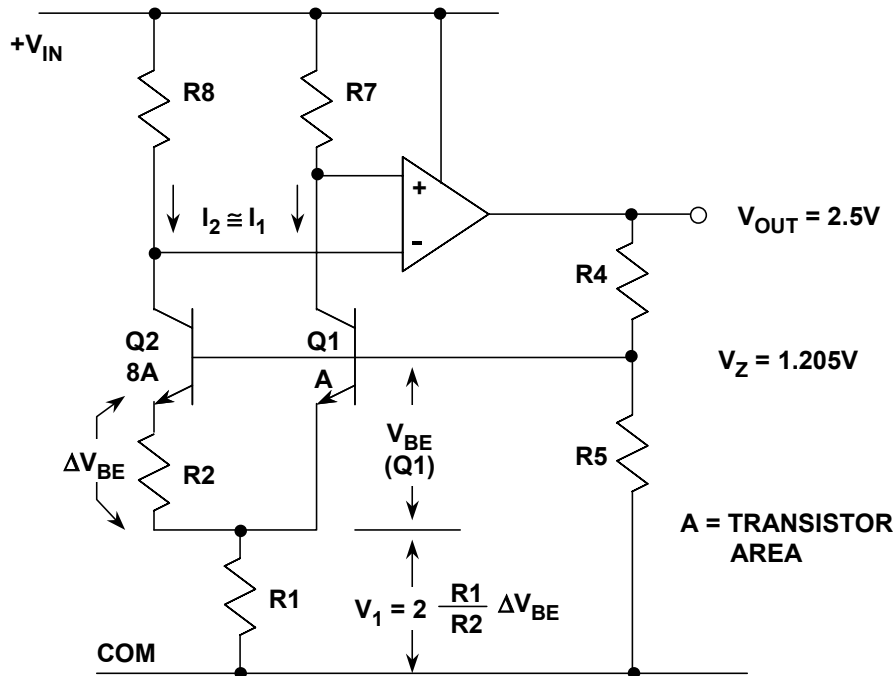 +VIN
R8
R7
+
I2 ≅ I1
-
VOUT = 2.5V
R4
Q2
8A
Q1
A
VZ = 1.205V
VBE
(Q1)
ΔVBE
R2
R5
A = TRANSISTOR
AREA
R1
V1 = 2 R1/R2 ΔVBE
COM